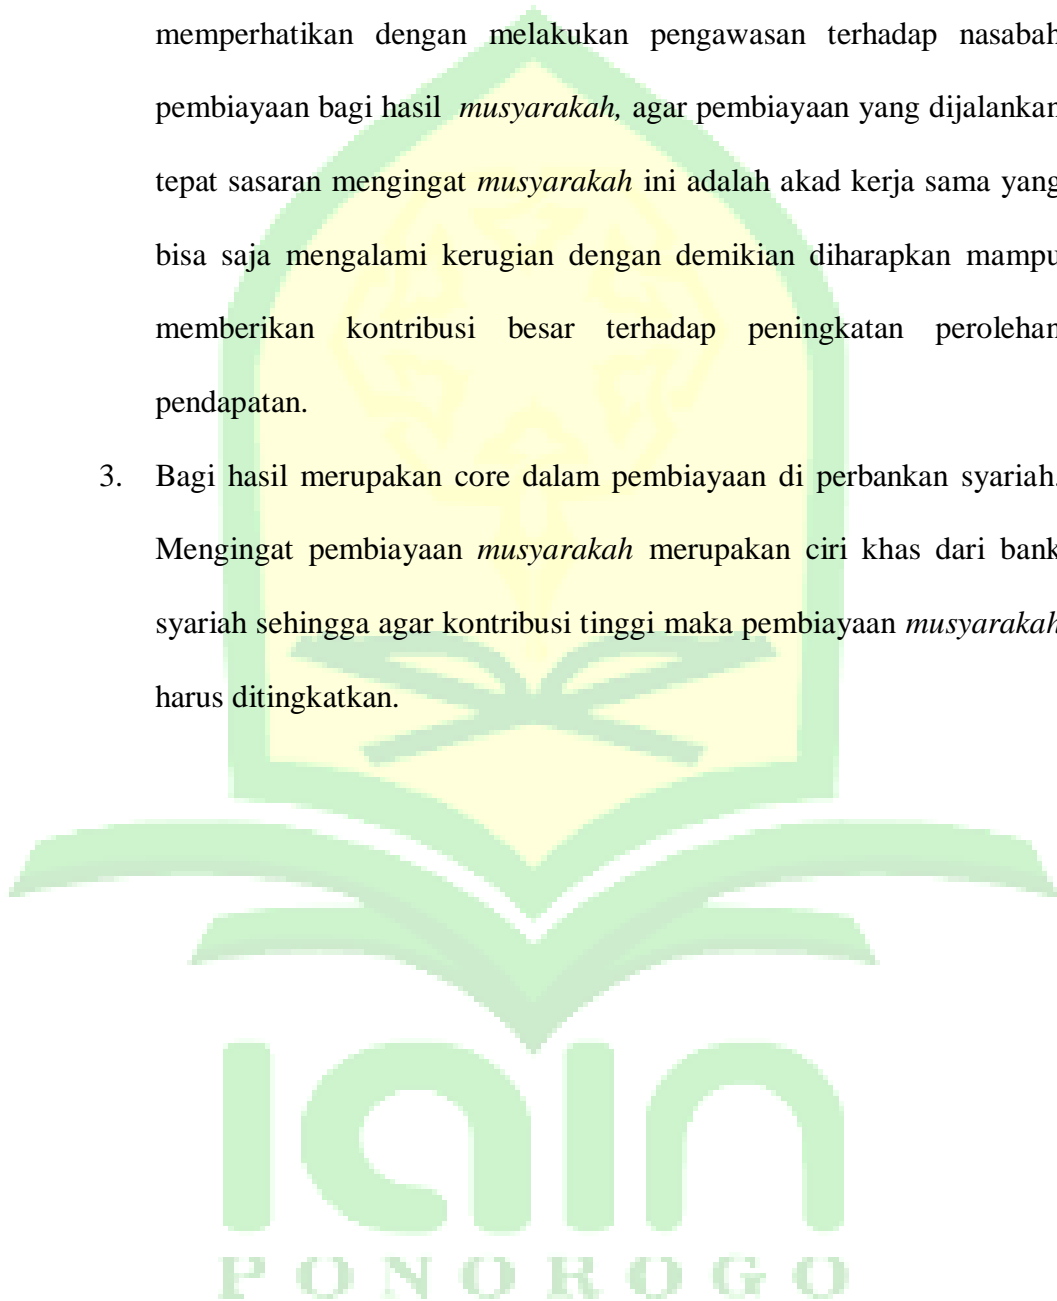 memperhatikan dengan melakukan pengawasan terhadap nasabah
pembiayaan bagi hasil musyarakah, agar pembiayaan yang dijalankan
tepat sasaran mengingat musyarakah ini adalah akad kerja sama yang
bisa saja mengalami kerugian dengan demikian diharapkan mampu
memberikan kontribusi besar terhadap peningkatan perolehan
pendapatan.
3. Bagi hasil merupakan core dalam pembiayaan di perbankan syariah.
Mengingat pembiayaan musyarakah merupakan ciri khas dari bank
syariah sehingga agar kontribusi tinggi maka pembiayaan musyarakah
harus ditingkatkan.
IAIN
PONOROGO